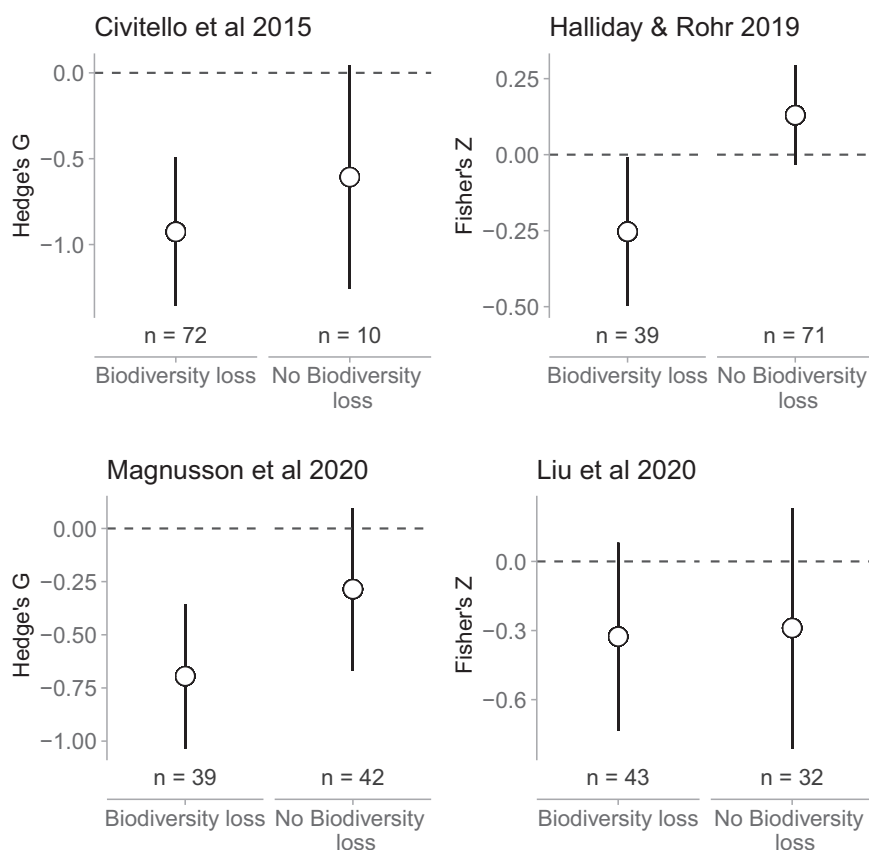 Civitello et al 2015
Hedge's G
0.0
−0.5
−1.0
n = 72
n = 10
Biodiversity loss
No Biodiversity
loss
Halliday & Rohr 2019
Fisher's Z
0.25
0.00
−0.25
−0.50
n = 39
n = 71
Biodiversity loss
No Biodiversity
loss
Magnusson et al 2020
Hedge's G
0.00
−0.25
−0.50
−0.75
−1.00
n = 39
n = 42
Biodiversity loss
No Biodiversity
loss
Liu et al 2020
Fisher's Z
0.0
−0.3
−0.6
n = 43
n = 32
Biodiversity loss
No Biodiversity
loss